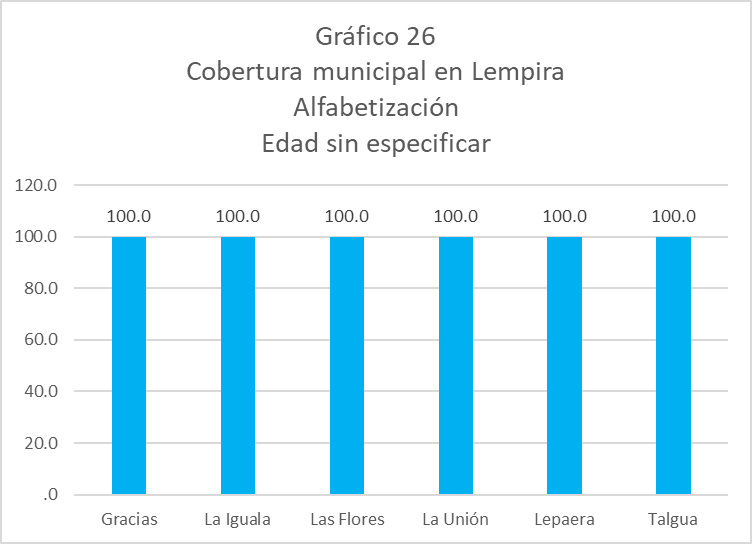 Gráfico 26
Cobertura municipal en Lempira
Alfabetización
Edad sin especificar
120.0
100.0 100.0 100.0 100.0 100.0 100.0
100.0
80.0
60.0
40.0
20.0
.0
Gracias La Iguala Las Flores La Unión Lepaera Talgua